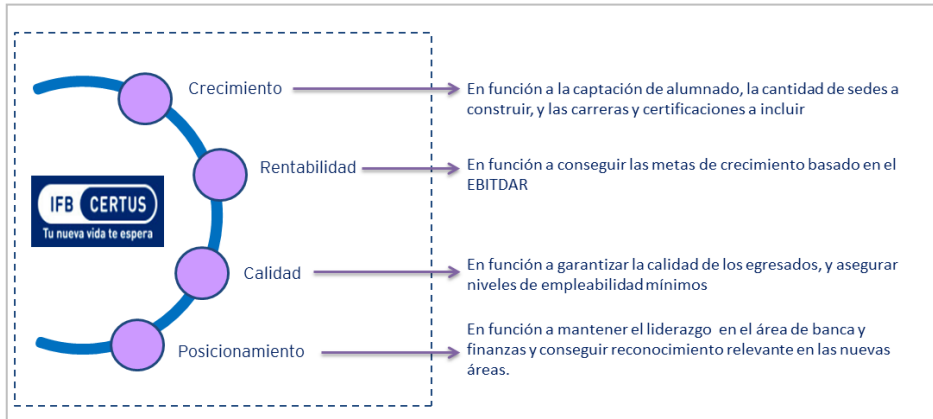 Crecimiento
En función a la captación de alumnado, la cantidad de sedes a
construir, y las carreras y certificaciones a incluir
Rentabilidad
En función a conseguir las metas de crecimiento basado en el
EBITDAR
IFB CERTUS
Tu nueva vida te espera
Calidad
En función a garantizar la calidad de los egresados, y asegurar
niveles de empleabilidad mínimos
Posicionamiento
En función a mantener el liderazgo en el área de banca y
finanzas y conseguir reconocimiento relevante en las nuevas
áreas.